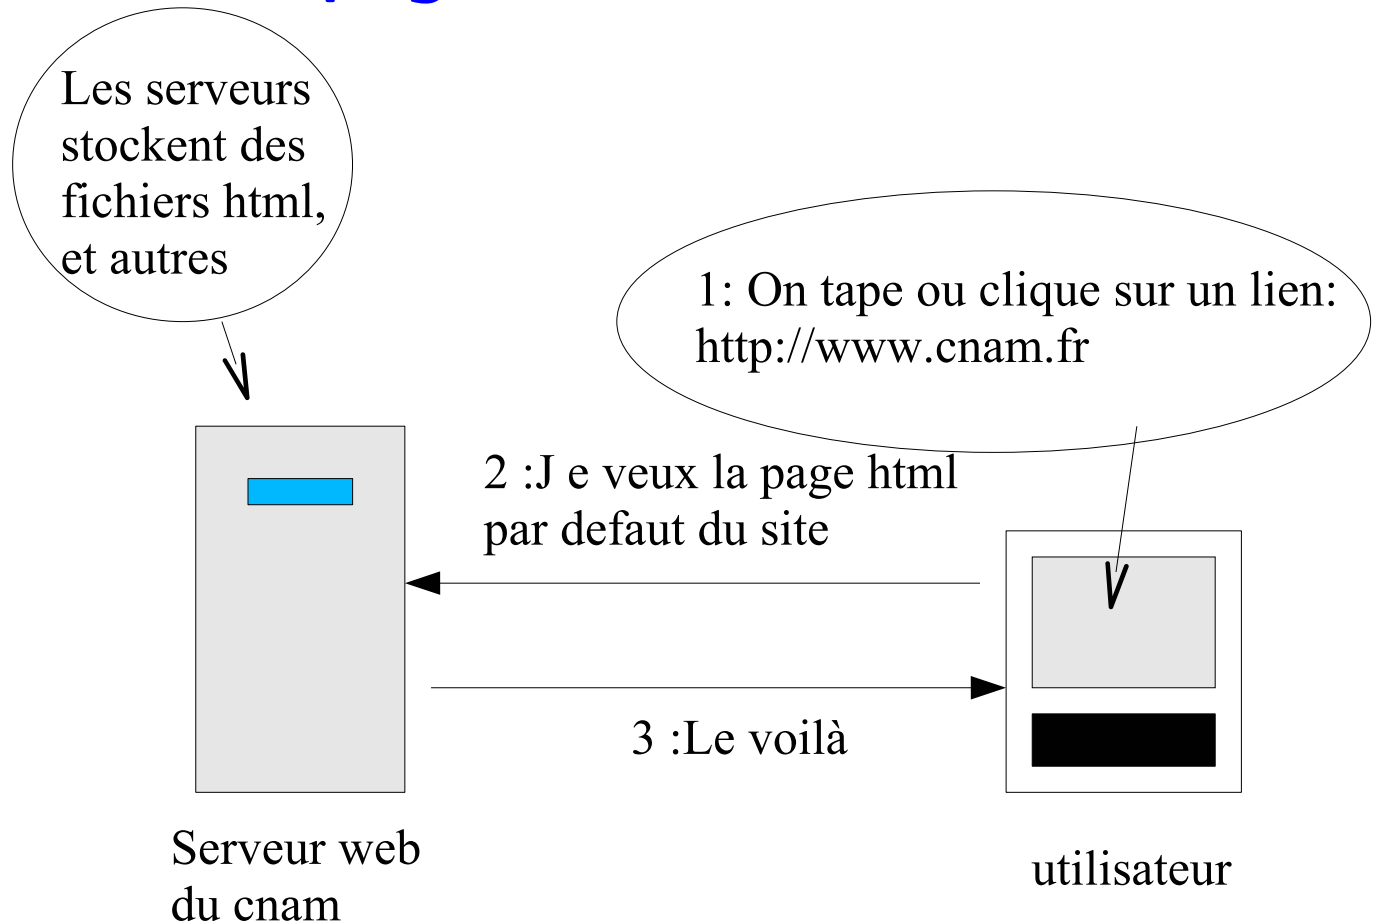 Les serveurs
stockent des
fichiers html,
et autres
1: On tape ou clique sur un lien:
http://www.cnam.fr
2 :J e veux la page html
par defaut du site
3 :Le voilà
Serveur web
du cnam
utilisateur